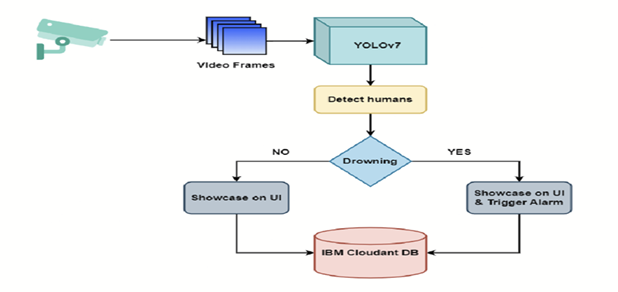 YOLOv7
Video Frames
Detect humans
NO
YES
Drowning
Showcase on UI
Showcase on UI
& Trigger Alarm
IBM Cloudant DB